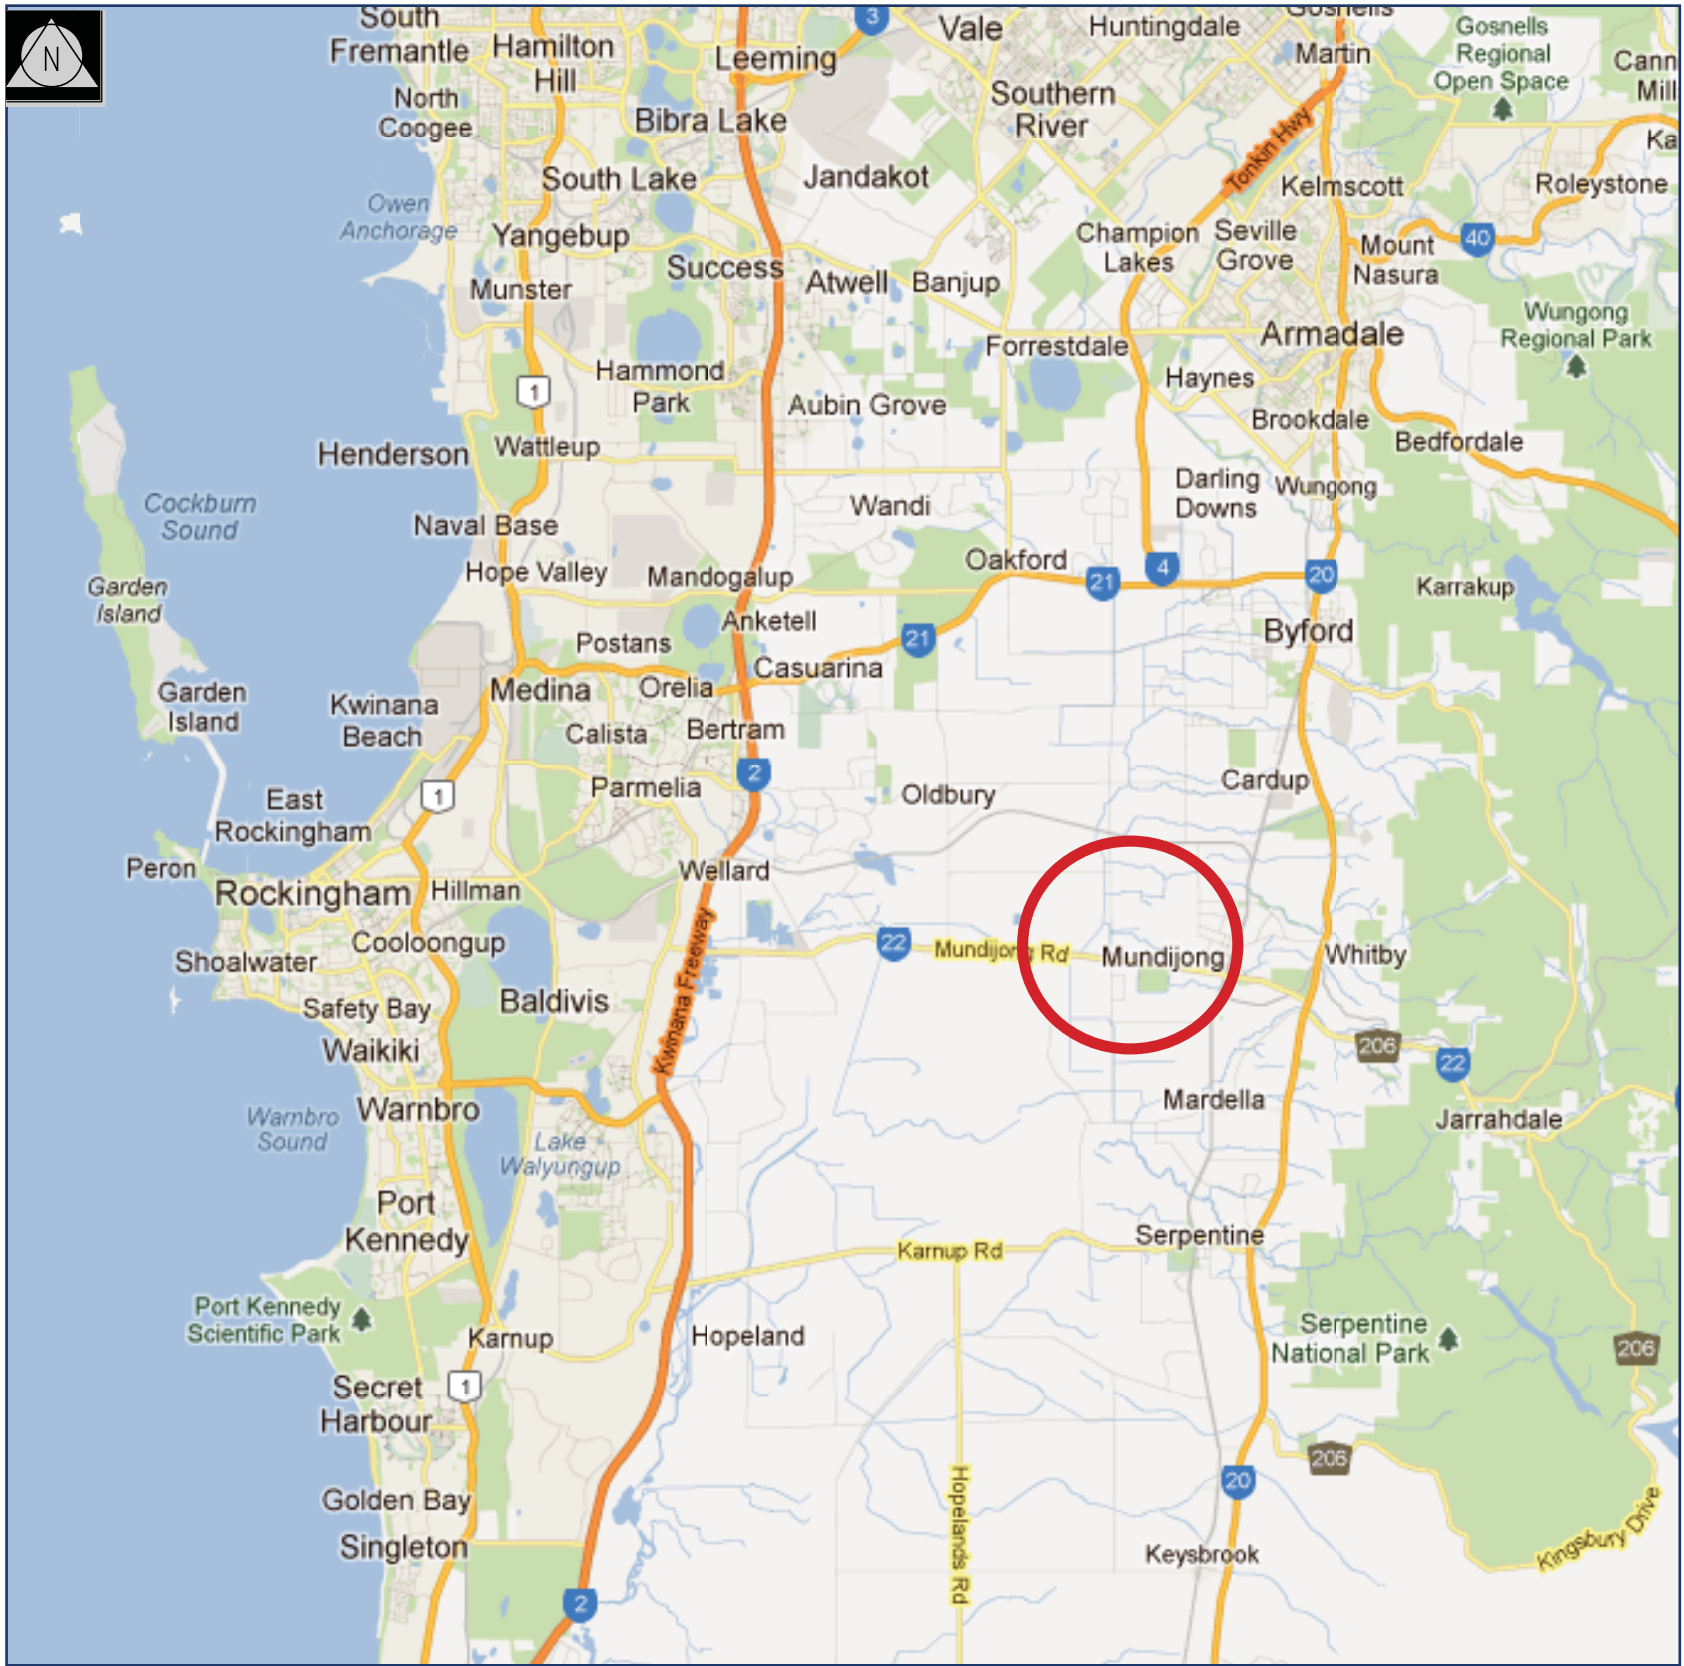 N
South
Fremantle
Hamilton
Hill
Leeming
3
Vale
Huntingdale
Gosnells
Martin
Gosnells
Regional
Open Space
Cann
Mill
North
Coogee
Bibra Lake
Southern
River
Tonkin Hwy
Ka
South Lake
Jandakot
Kelmscott
Roleystone
Owen
Anchorage
Yangebup
Success
Champion
Lakes
Seville
Grove
Mount
Nasura
40
Munster
Atwell
Banjup
Wungong
Regional Park
Forrestdale
Armadale
Hammond
Park
1
Haynes
Aubin Grove
Brookdale
Bedfordale
Henderson
Wattleup
Darling
Downs
Wungong
Cockburn
Sound
Wandi
Naval Base
Hope Valley
Mandogalup
Oakford
21
4
20
Karrakup
Garden
Island
Anketell
Postans
21
Byford
Casuarina
Garden
Island
Medina
Orelia
Kwinana
Beach
Calista
Bertram
2
Parmelia
Oldbury
Cardup
1
East
Rockingham
Peron
Wellard
Rockingham
Hillman
Cooloongup
Kwinana Freeway
22
Mundijong Rd
Mundijong
Whitby
Shoalwater
Safety Bay
Baldivis
Waikiki
206
22
Warnbro
Mardella
Jarrahdale
Warnbro
Sound
Lake
Walyungup
Port
Kennedy
Karnup Rd
Serpentine
Port Kennedy
Scientific Park
Karnup
Hopeland
Serpentine
National Park
206
Secret
Harbour
1
206
20
Golden Bay
Hopelands Rd
Kingsbury Drive
Singleton
Keysbrook
2